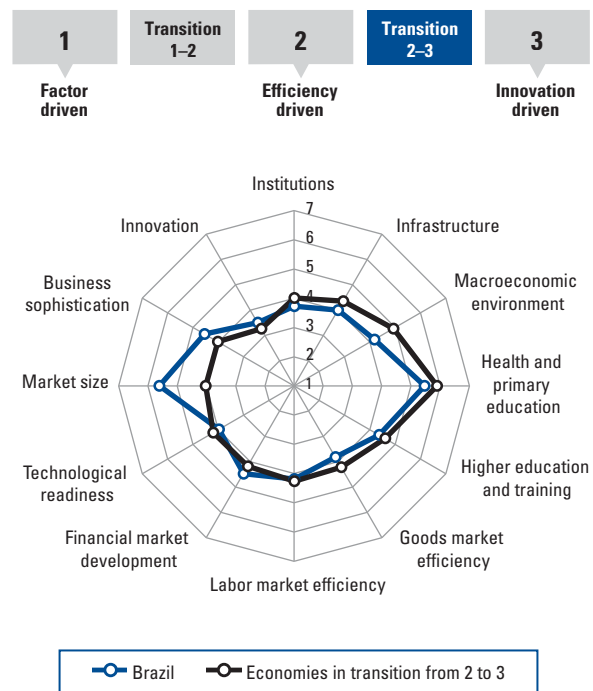 1
Transition
1–2
2
Transition
2–3
3
Factor
driven
Efficiency
driven
Innovation
driven
Institutions
Infrastructure
Macroeconomic
environment
Health and
primary
education
Higher education
and training
Goods market
efficiency
Labor market efficiency
Financial market
development
Technological
readiness
Market size
Business
sophistication
Innovation
7
6
5
4
3
2
1
Brazil
Economies in transition from 2 to 3